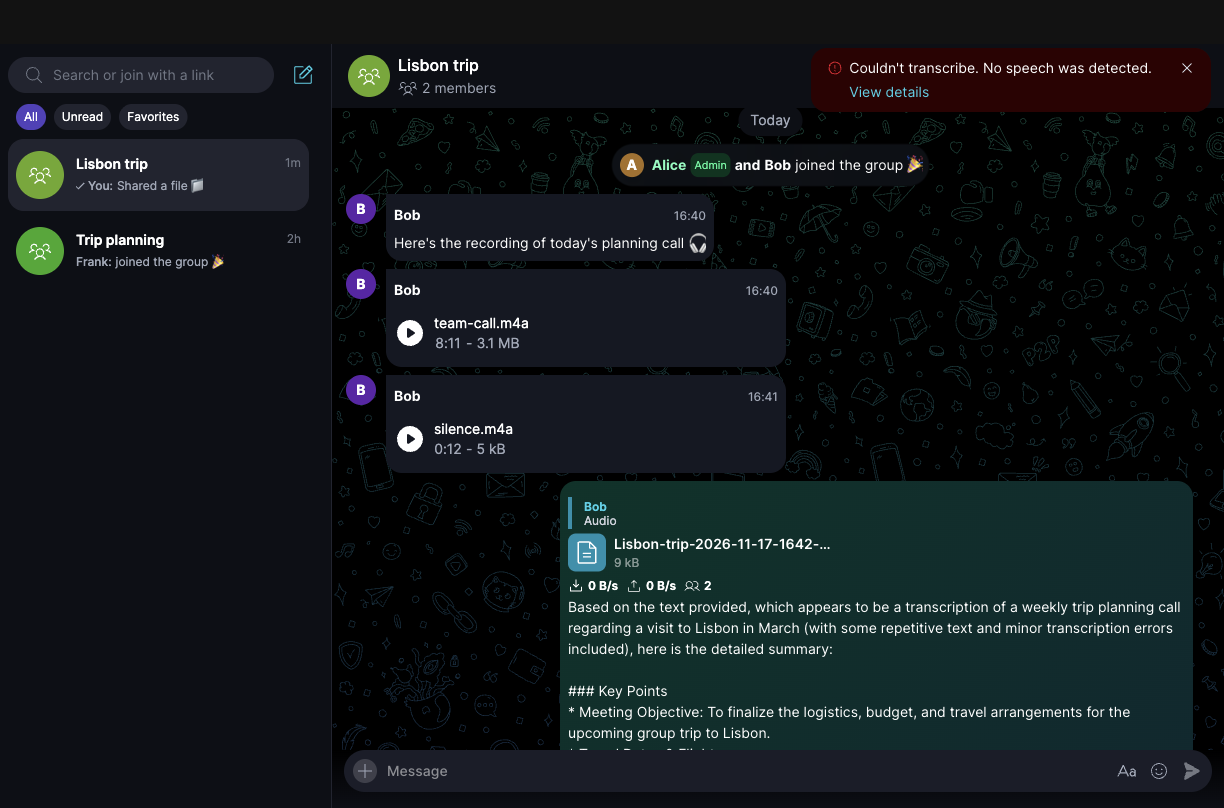 Search or join with a link
All
Unread
Favorites
Lisbon trip
1m
You: Shared a file
Trip planning
2h
Frank: joined the group
Lisbon trip
2 members
Couldn't transcribe. No speech was detected.
View details
Today
A Alice Admin and Bob joined the group
B
Bob
16:40
Here's the recording of today's planning call
B
Bob
16:40
team-call.m4a
8:11 - 3.1 MB
B
Bob
16:41
silence.m4a
0:12 - 5 kB
Bob
Audio
Lisbon-trip-2026-11-17-1642-...
9 kB
0 B/s 0 B/s 2
Based on the text provided, which appears to be a transcription of a weekly trip planning call
regarding a visit to Lisbon in March (with some repetitive text and minor transcription errors
included), here is the detailed summary:
### Key Points
* Meeting Objective: To finalize the logistics, budget, and travel arrangements for the
upcoming group trip to Lisbon.
Message
Aa